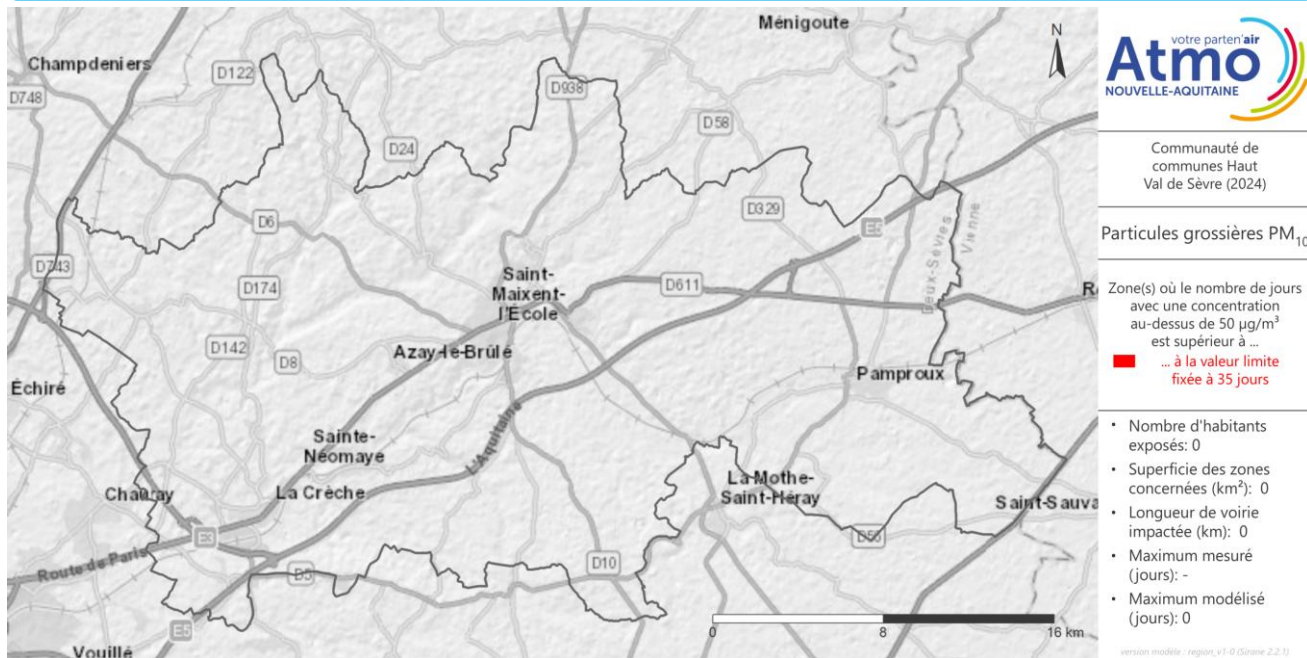 Ménigoute
Champdeniers
D122
D748
D938
N
D24
D58
D6
D329
E5
Deux-Sèvres
Vienne
D743
Saint-
Maixent-
l'École
D611
D174
D142
D8
Azay-le-Brûlé
Échiré
Pamproux
L'Aquitaine
Sainte-
Néomaye
Chauray
La Crèche
La Mothe-
Saint-Héray
Saint-Sauva
Route de Paris
D5
D10
E5
Vouillé
0 8 16 km
votre parten'air
Atmo
NOUVELLE-AQUITAINE
Communauté de
communes Haut
Val de Sèvre (2024)
Particules grossières PM10
Zone(s) où le nombre de jours
avec une concentration
au-dessus de 50 µg/m³
est supérieur à ...
... à la valeur limite
fixée à 35 jours
• Nombre d'habitants
exposés: 0
• Superficie des zones
concernées (km²): 0
• Longueur de voirie
impactée (km): 0
• Maximum mesuré
(jours): -
• Maximum modélisé
(jours): 0
version modèle : region_v1-0 (Sirane 2.2.1)